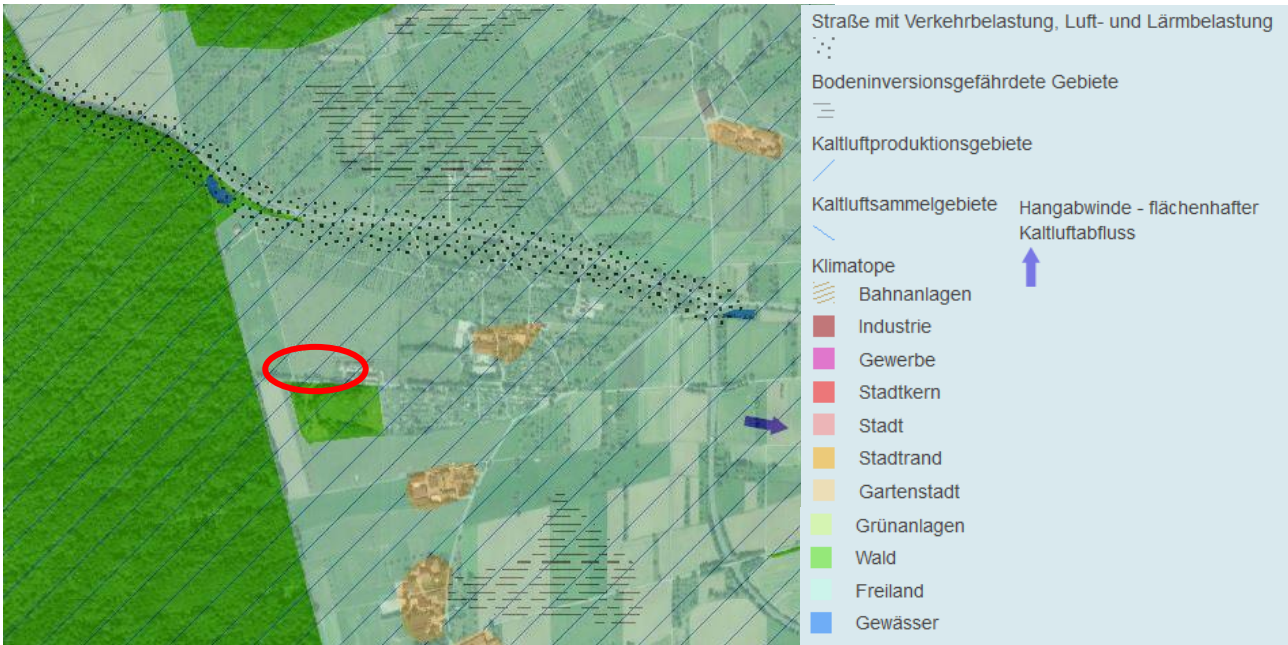 Straße mit Verkehrbelastung, Luft- und Lärmbelastung
Bodeninversionsgefährdete Gebiete
Kaltluftproduktionsgebiete
Kaltluftsammelgebiete
Hangabwinde - flächenhafter
Kaltluftabfluss
Klimatope
Bahnanlagen
Industrie
Gewerbe
Stadtkern
Stadt
Stadtrand
Gartenstadt
Grünanlagen
Wald
Freiland
Gewässer